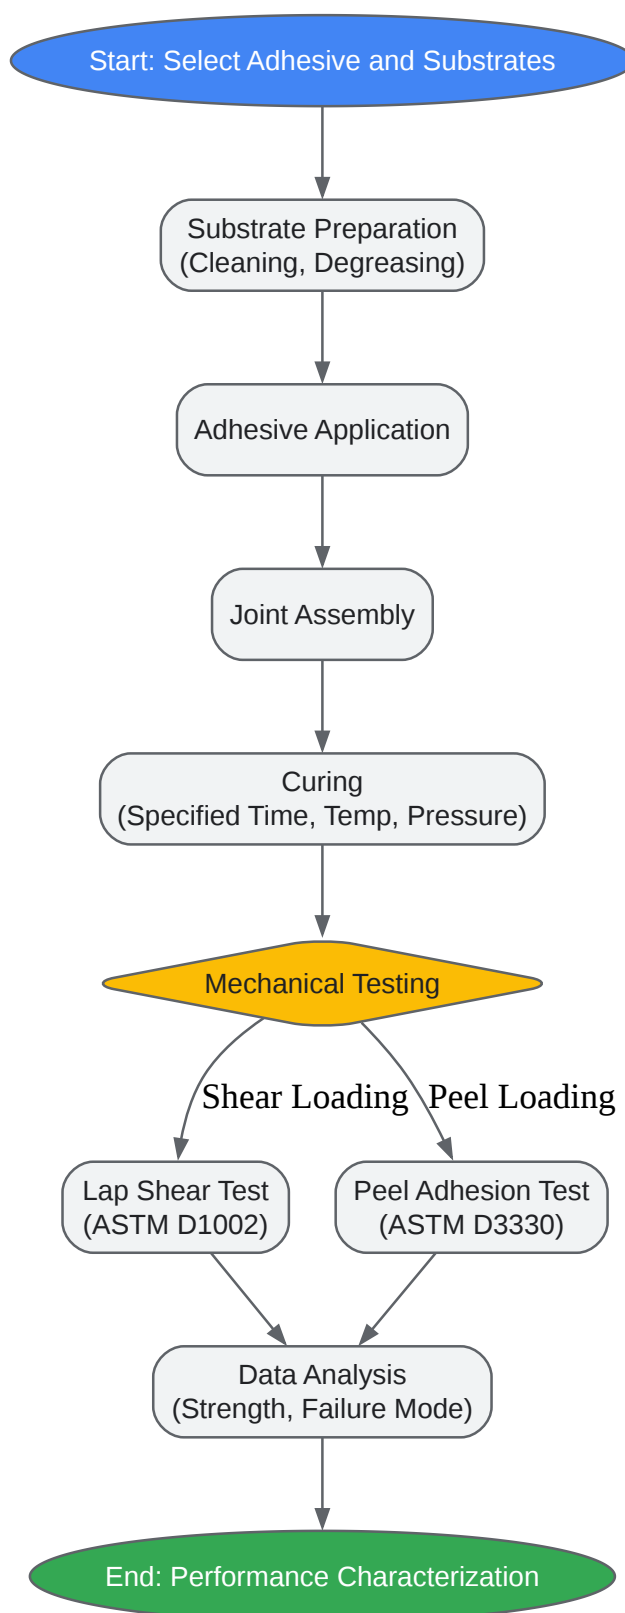 Start: Select Adhesive and Substrates
Substrate Preparation
(Cleaning, Degreasing)
Adhesive Application
Joint Assembly
Curing
(Specified Time, Temp, Pressure)
Mechanical Testing
Shear Loading
Peel Loading
Lap Shear Test
(ASTM D1002)
Peel Adhesion Test
(ASTM D3330)
Data Analysis
(Strength, Failure Mode)
End: Performance Characterization